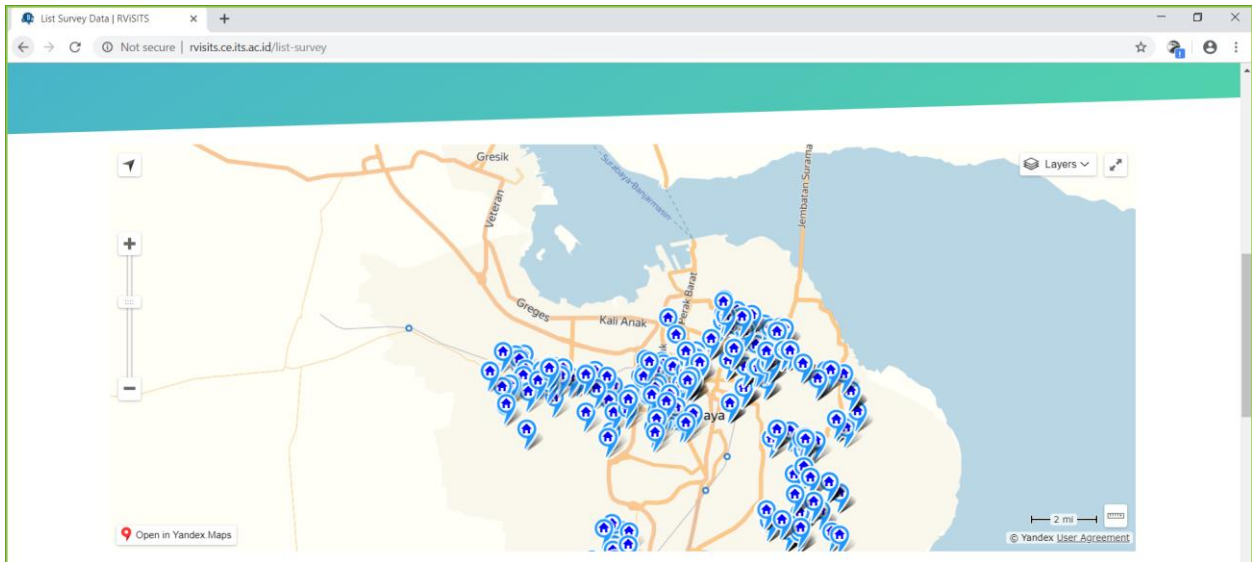 List Survey Data | RViSITS
Not secure | rvisits.ce.its.ac.id/list-survey
Gresik
Surabaya-Banjarmasin
Layers
Veteran
Jembatan Surama
Perak Barat
Greges
Kali Anak
aya
2 mi
Open in Yandex.Maps
© Yandex User Agreement